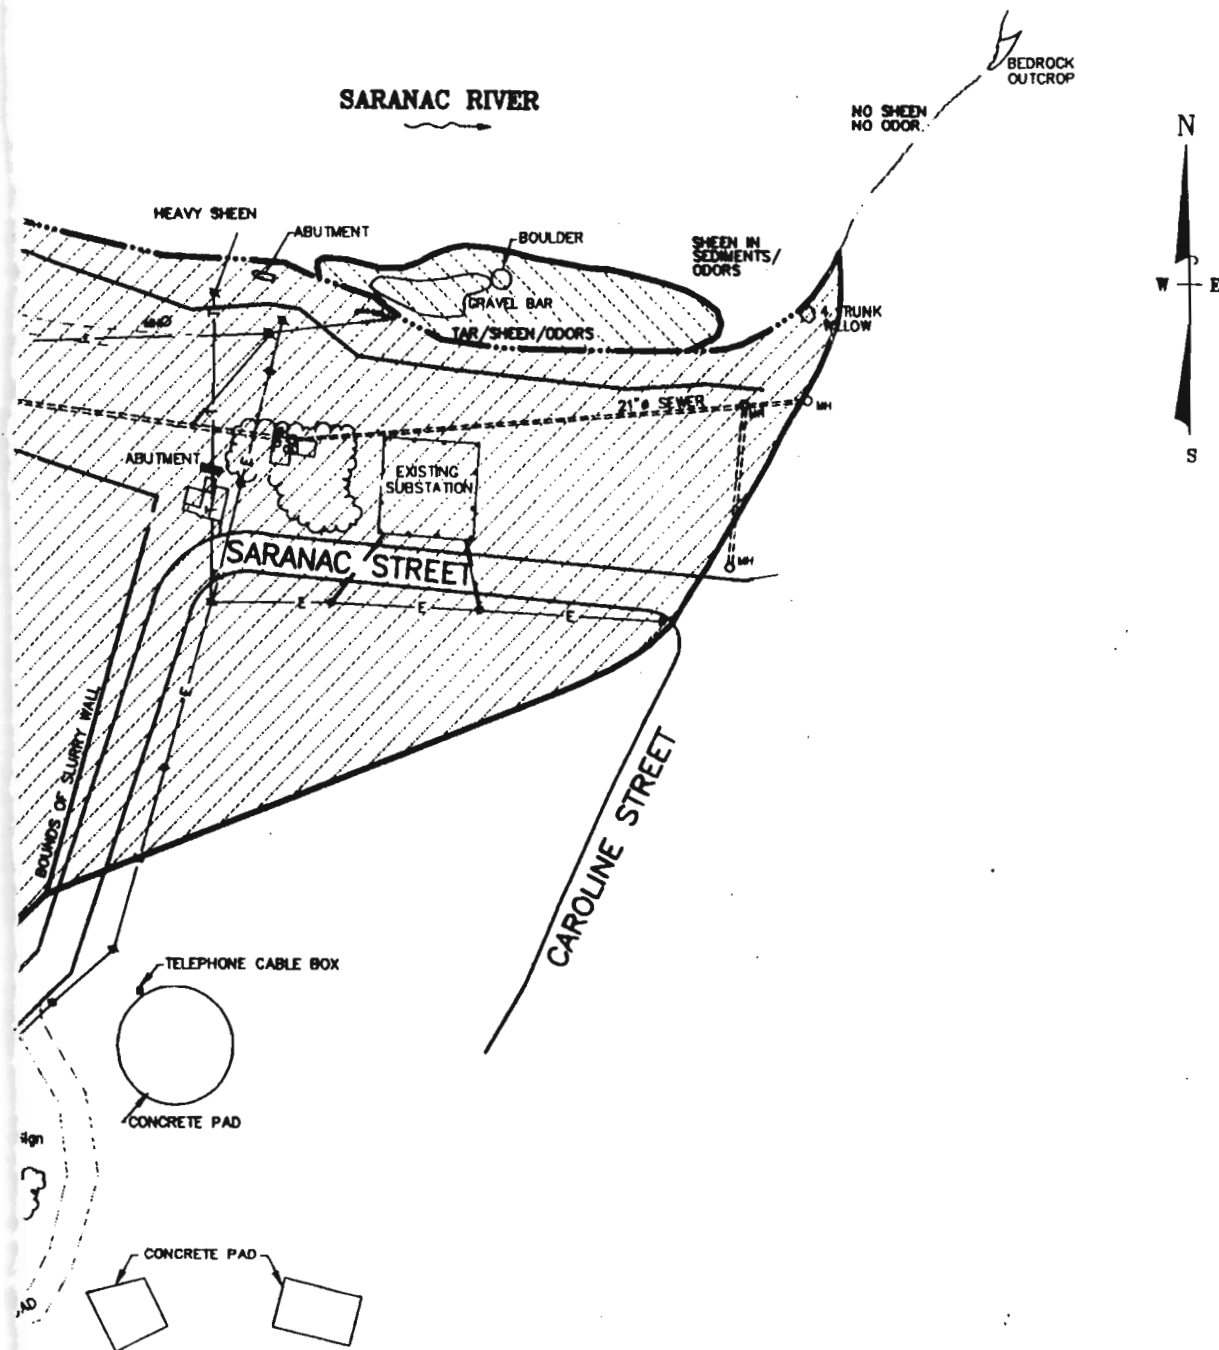 BEDROCK
OUTCROP
SARANAC RIVER
NO SHEEN
NO ODOR.
N
HEAVY SHEEN
ABUTMENT
BOULDER
SHEEN IN
SEDIMENTS/
ODORS
W
E
GRAVEL BAR
4 TRUNK
WILLOW
TAR/SHEEN/ODORS
E
21"ø SEWER
MH
MH
S
ABUTMENT
E
EXISTING
SUBSTATION
MH
SARANAC STREET
E
E
E
E
BOUNDS OF SLURRY WALL
CAROLINE STREET
TELEPHONE CABLE BOX
CONCRETE PAD
sign
CONCRETE PAD